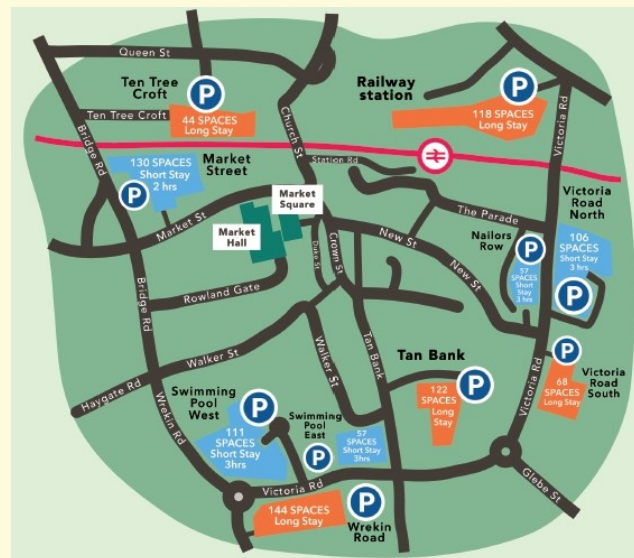 Queen St
Ten Tree
Croft
P
Ten Tree Croft
44 SPACES
Long Stay
Church St
Railway
station
P
118 SPACES
Long Stay
Victoria Rd
Bridge Rd
130 SPACES
Short Stay
2 hrs
P
Market
Street
Station Rd
Market
Square
Market
Hall
Market St
Duke St
Crown St
New St
The Parade
New St
Nailors
Row
P
57
SPACES
Short
Stay
3 hrs
Victoria
Road
North
106
SPACES
Short Stay
3 hrs
P
Bridge Rd
Rowland Gate
Walker St
Walker St
Tan Bank
Haygate Rd
Wrekin Rd
Swimming
Pool
West
P
111
SPACES
Short Stay
3hrs
Swimming
Pool
East
P
57
SPACES
Short Stay
3hrs
Tan Bank
P
122
SPACES
Long
Stay
Victoria Rd
P
Victoria
Road
South
68
SPACES
Long Stay
Victoria Rd
Glebe St
144 SPACES
Long Stay
P
Wrekin
Road